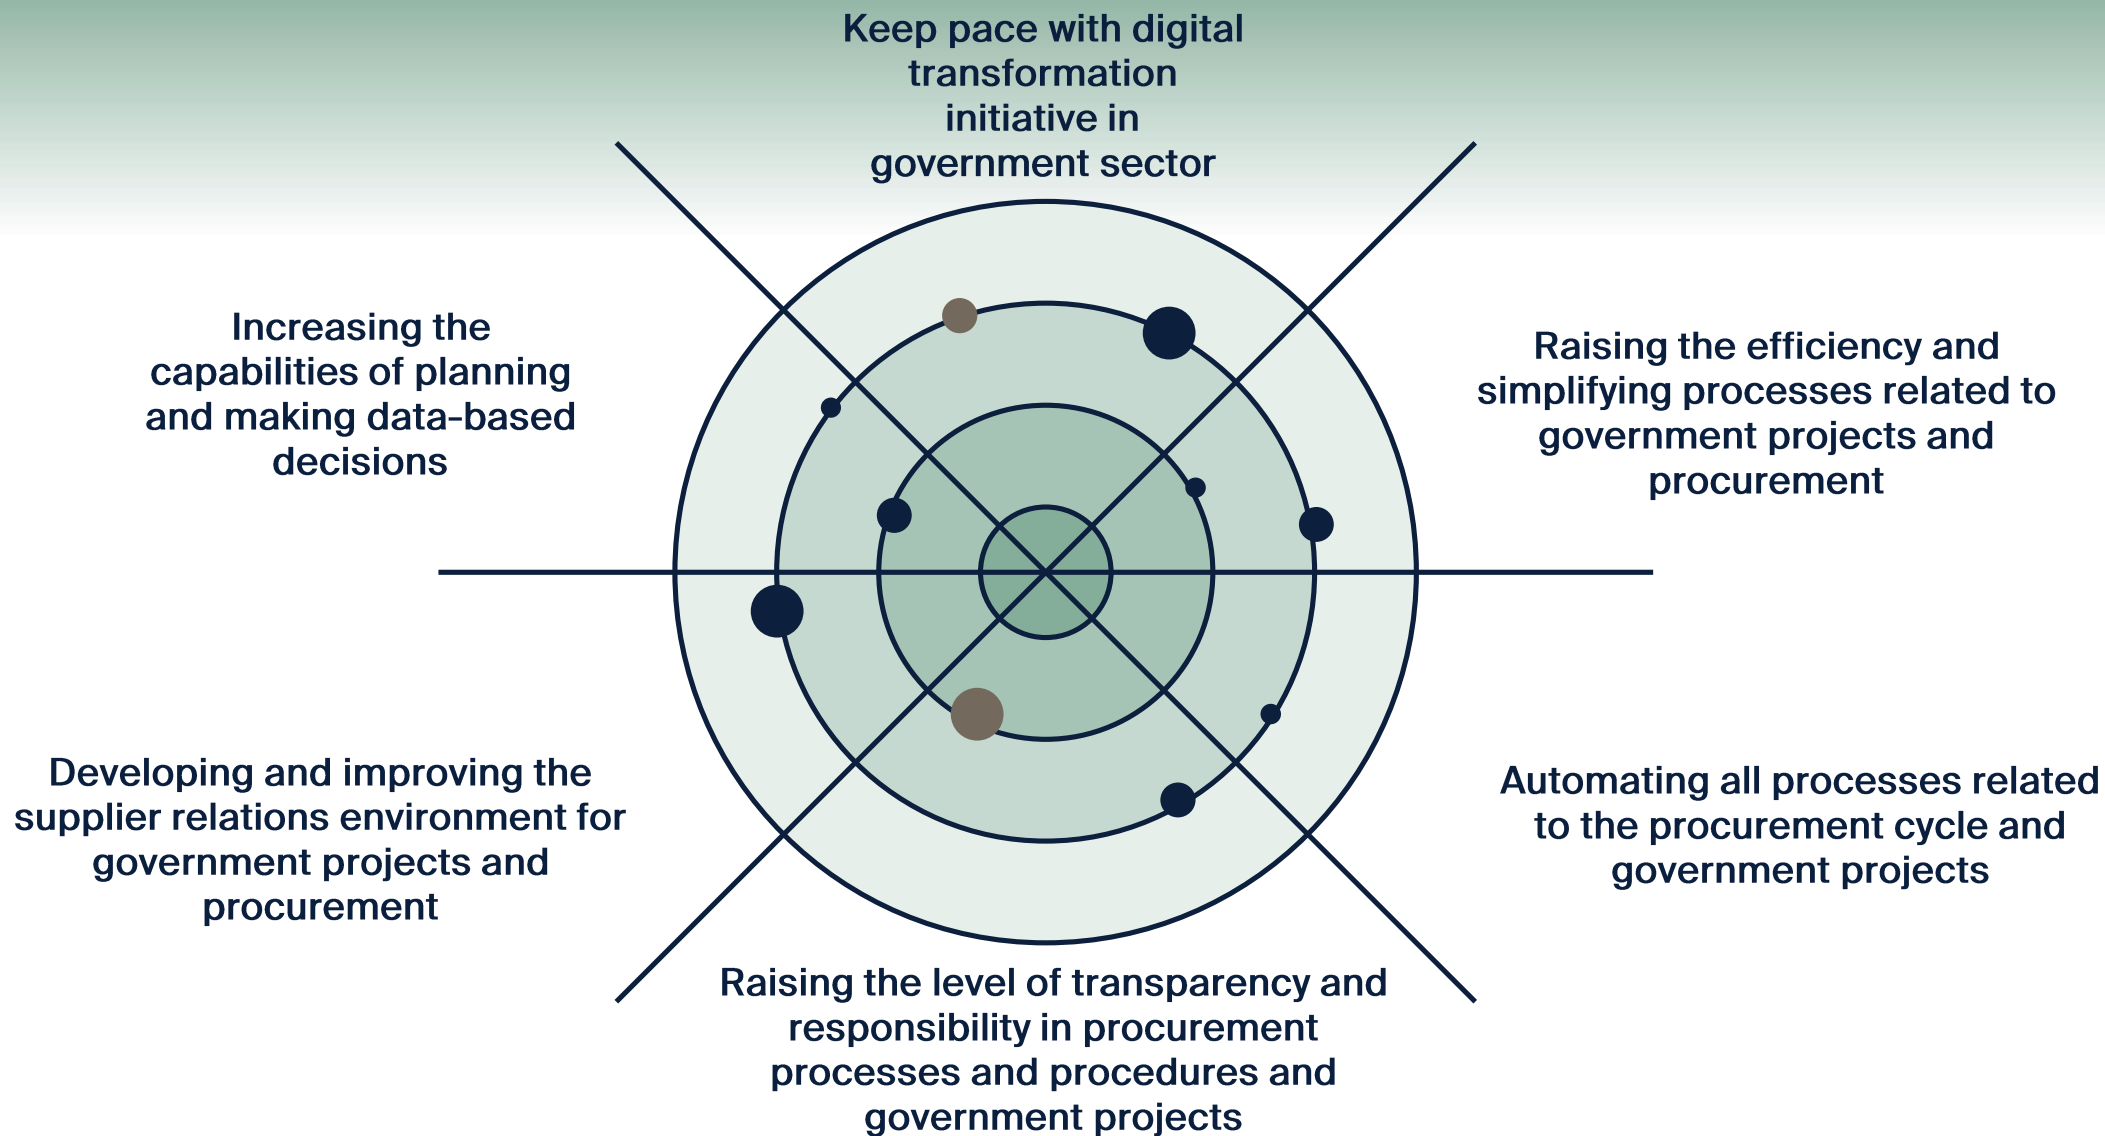 Keep pace with digital
transformation
initiative in
government sector
Increasing the
capabilities of planning
and making data-based
decisions
Raising the efficiency and
simplifying processes related to
government projects and
procurement
Developing and improving the
supplier relations environment for
government projects and
procurement
Automating all processes related
to the procurement cycle and
government projects
Raising the level of transparency and
responsibility in procurement
processes and procedures and
government projects